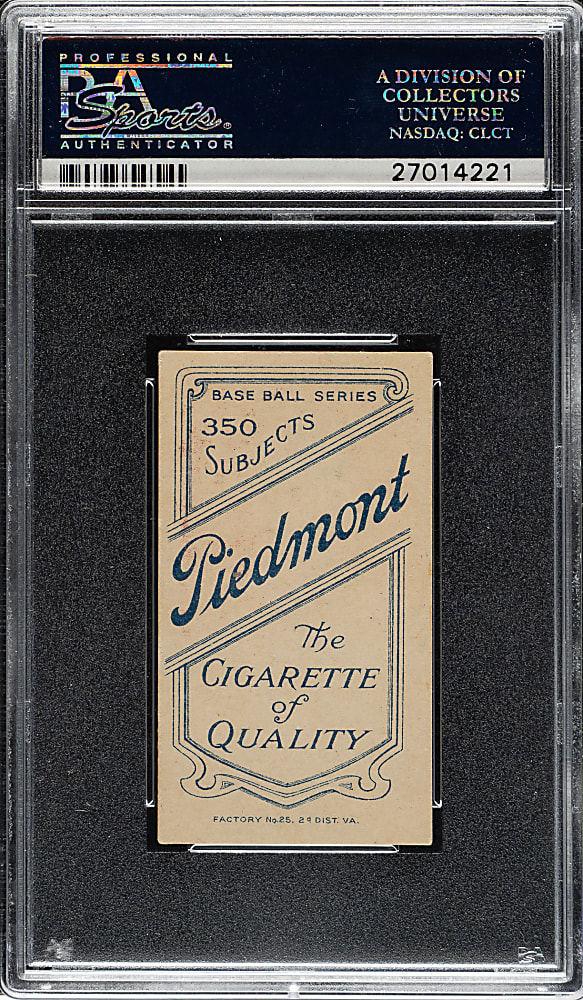 PROFESSIONAL
PSA
Sports®
AUTHENTICATOR
A DIVISION OF
COLLECTORS
UNIVERSE
NASDAQ: CLCT
27014221
BASE BALL SERIES
350
SUBJECTS
Piedmont
The
CIGARETTE
of
QUALITY
FACTORY No.25, 2d DIST. VA.
PSA